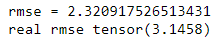 rmse = 2.320917526513431
real rmse tensor(3.1458)